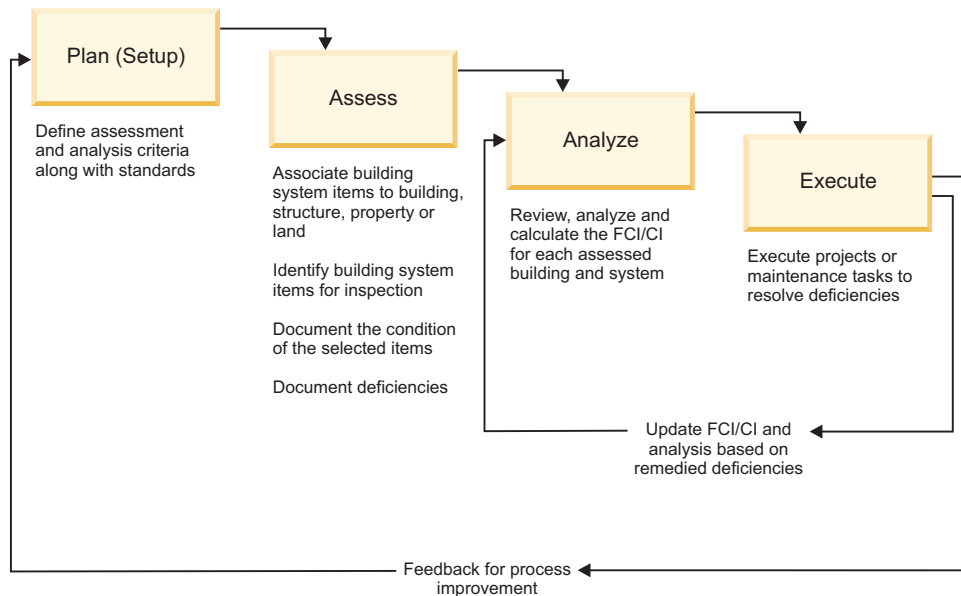 Plan (Setup)
Define assessment
and analysis criteria
along with standards
Assess
Associate building
system items to building,
structure, property or
land
Identify building system
items for inspection
Document the condition
of the selected items
Document deficiencies
Analyze
Review, analyze and
calculate the FCI/CI
for each assessed
building and system
Execute
Execute projects or
maintenance tasks to
resolve deficiencies
Update FCI/CI and
analysis based on
remedied deficiencies
Feedback for process
improvement